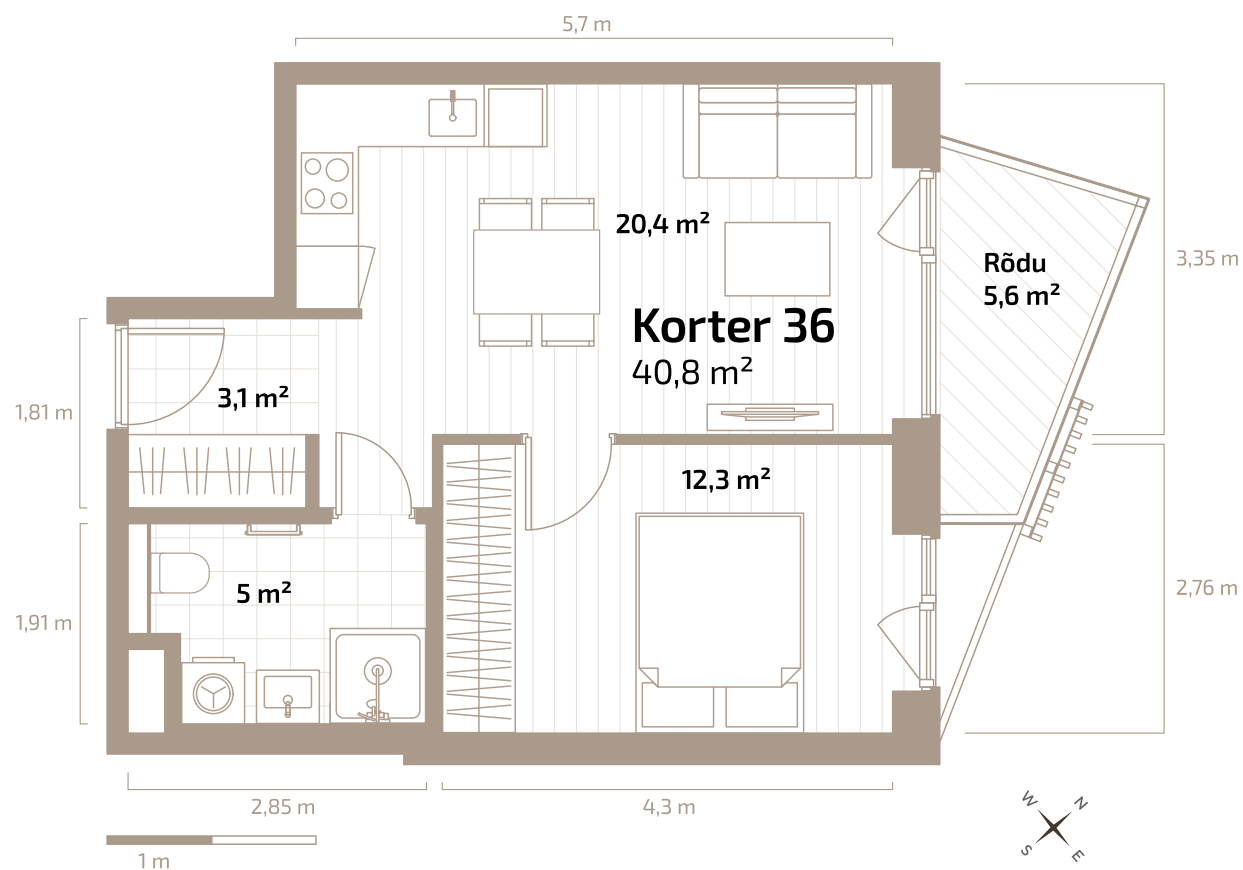 5,7 m
20,4 m²
Rõdu
5,6 m²
3,35 m
Korter 36
40,8 m²
3,1 m²
1,81 m
12,3 m²
5 m²
2,76 m
1,91 m
2,85 m
4,3 m
W
N
S
E
1 m